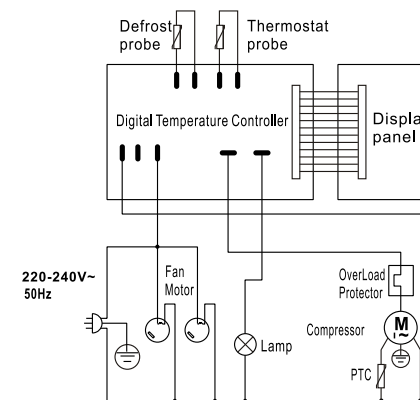 Defrost
probe
Thermostat
probe
Digital Temperature Controller
Displa
panel
220-240V~
50Hz
Fan
Motor
OverLoad
Protector
Compressor
M
1~
Lamp
PTC